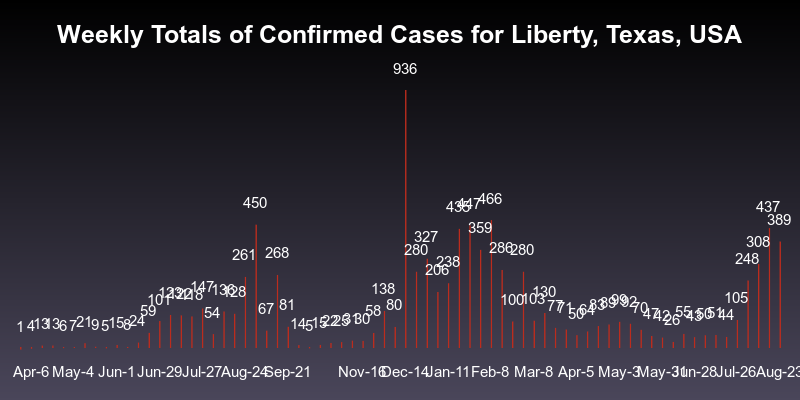 Weekly Totals of Confirmed Cases for Liberty, Texas, USA
1 4 13 13 6 7 21 9 5 15 8 24 59 101 147 54 136 128 261 450 67 268 81 14 5 15 22 25 31 30 58 138 80 936 280 327 206 238 435 447 359 466 286 100 280 103 130 77 71 50 64 83 89 99 92 70 47 42 26 55 43 50 51 44 105 248 308 437 389
Apr-6 May-4 Jun-1 Jun-29 Jul-27 Aug-24 Sep-21 Nov-16 Dec-14 Jan-11 Feb-8 Mar-8 Apr-5 May-3 May-31 Jun-28 Jul-26 Aug-23